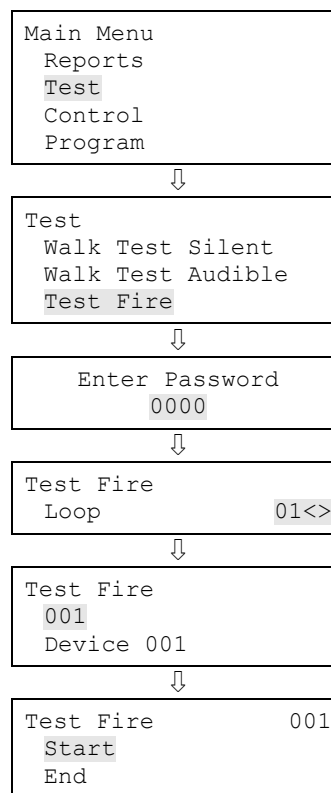 Main Menu
Reports
Test
Control
Program
⇩
Test
Walk Test Silent
Walk Test Audible
Test Fire
⇩
Enter Password
0000
⇩
Test Fire
Loop 01<>
⇩
Test Fire
001
Device 001
⇩
Test Fire 001
Start
End